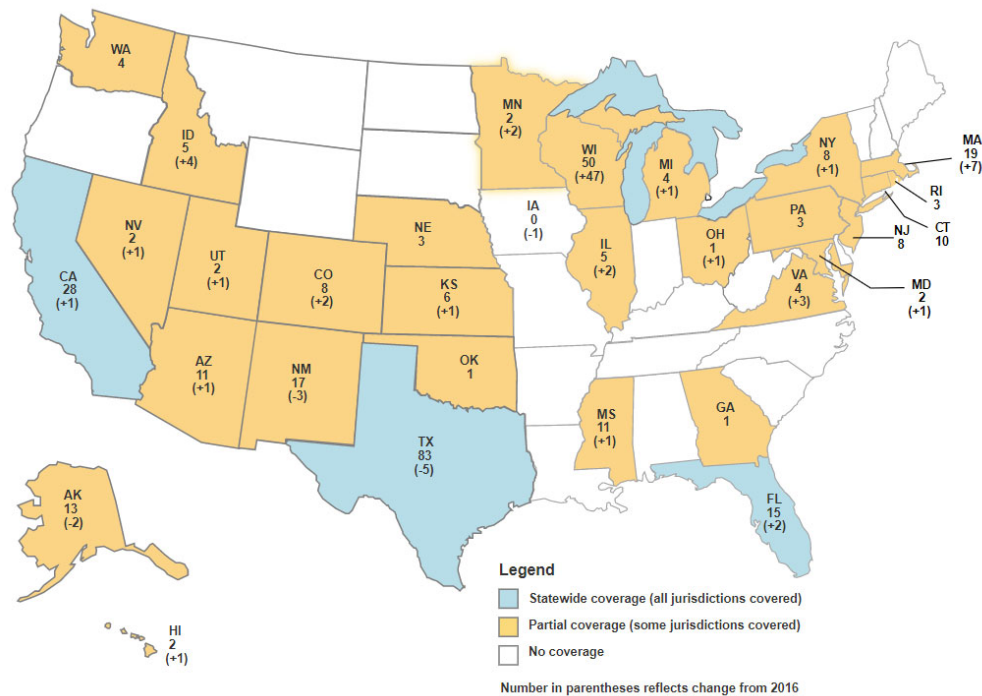 WA
4
ID
5
(+4)
MN
2
(+2)
WI
50
(+47)
MI
4
(+1)
NY
8
(+1)
MA
19
(+7)
RI
3
CT
10
NJ
8
PA
3
MD
2
(+1)
IA
0
(-1)
NE
3
NV
2
(+1)
UT
2
(+1)
CO
8
(+2)
KS
6
(+1)
IL
5
(+2)
OH
1
(+1)
VA
4
(+3)
CA
28
(+1)
AZ
11
(+1)
NM
17
(-3)
OK
1
TX
83
(-5)
MS
11
(+1)
GA
1
FL
15
(+2)
AK
13
(-2)
HI
2
(+1)
Legend
Statewide coverage (all jurisdictions covered)
Partial coverage (some jurisdictions covered)
No coverage
Number in parentheses reflects change from 2016